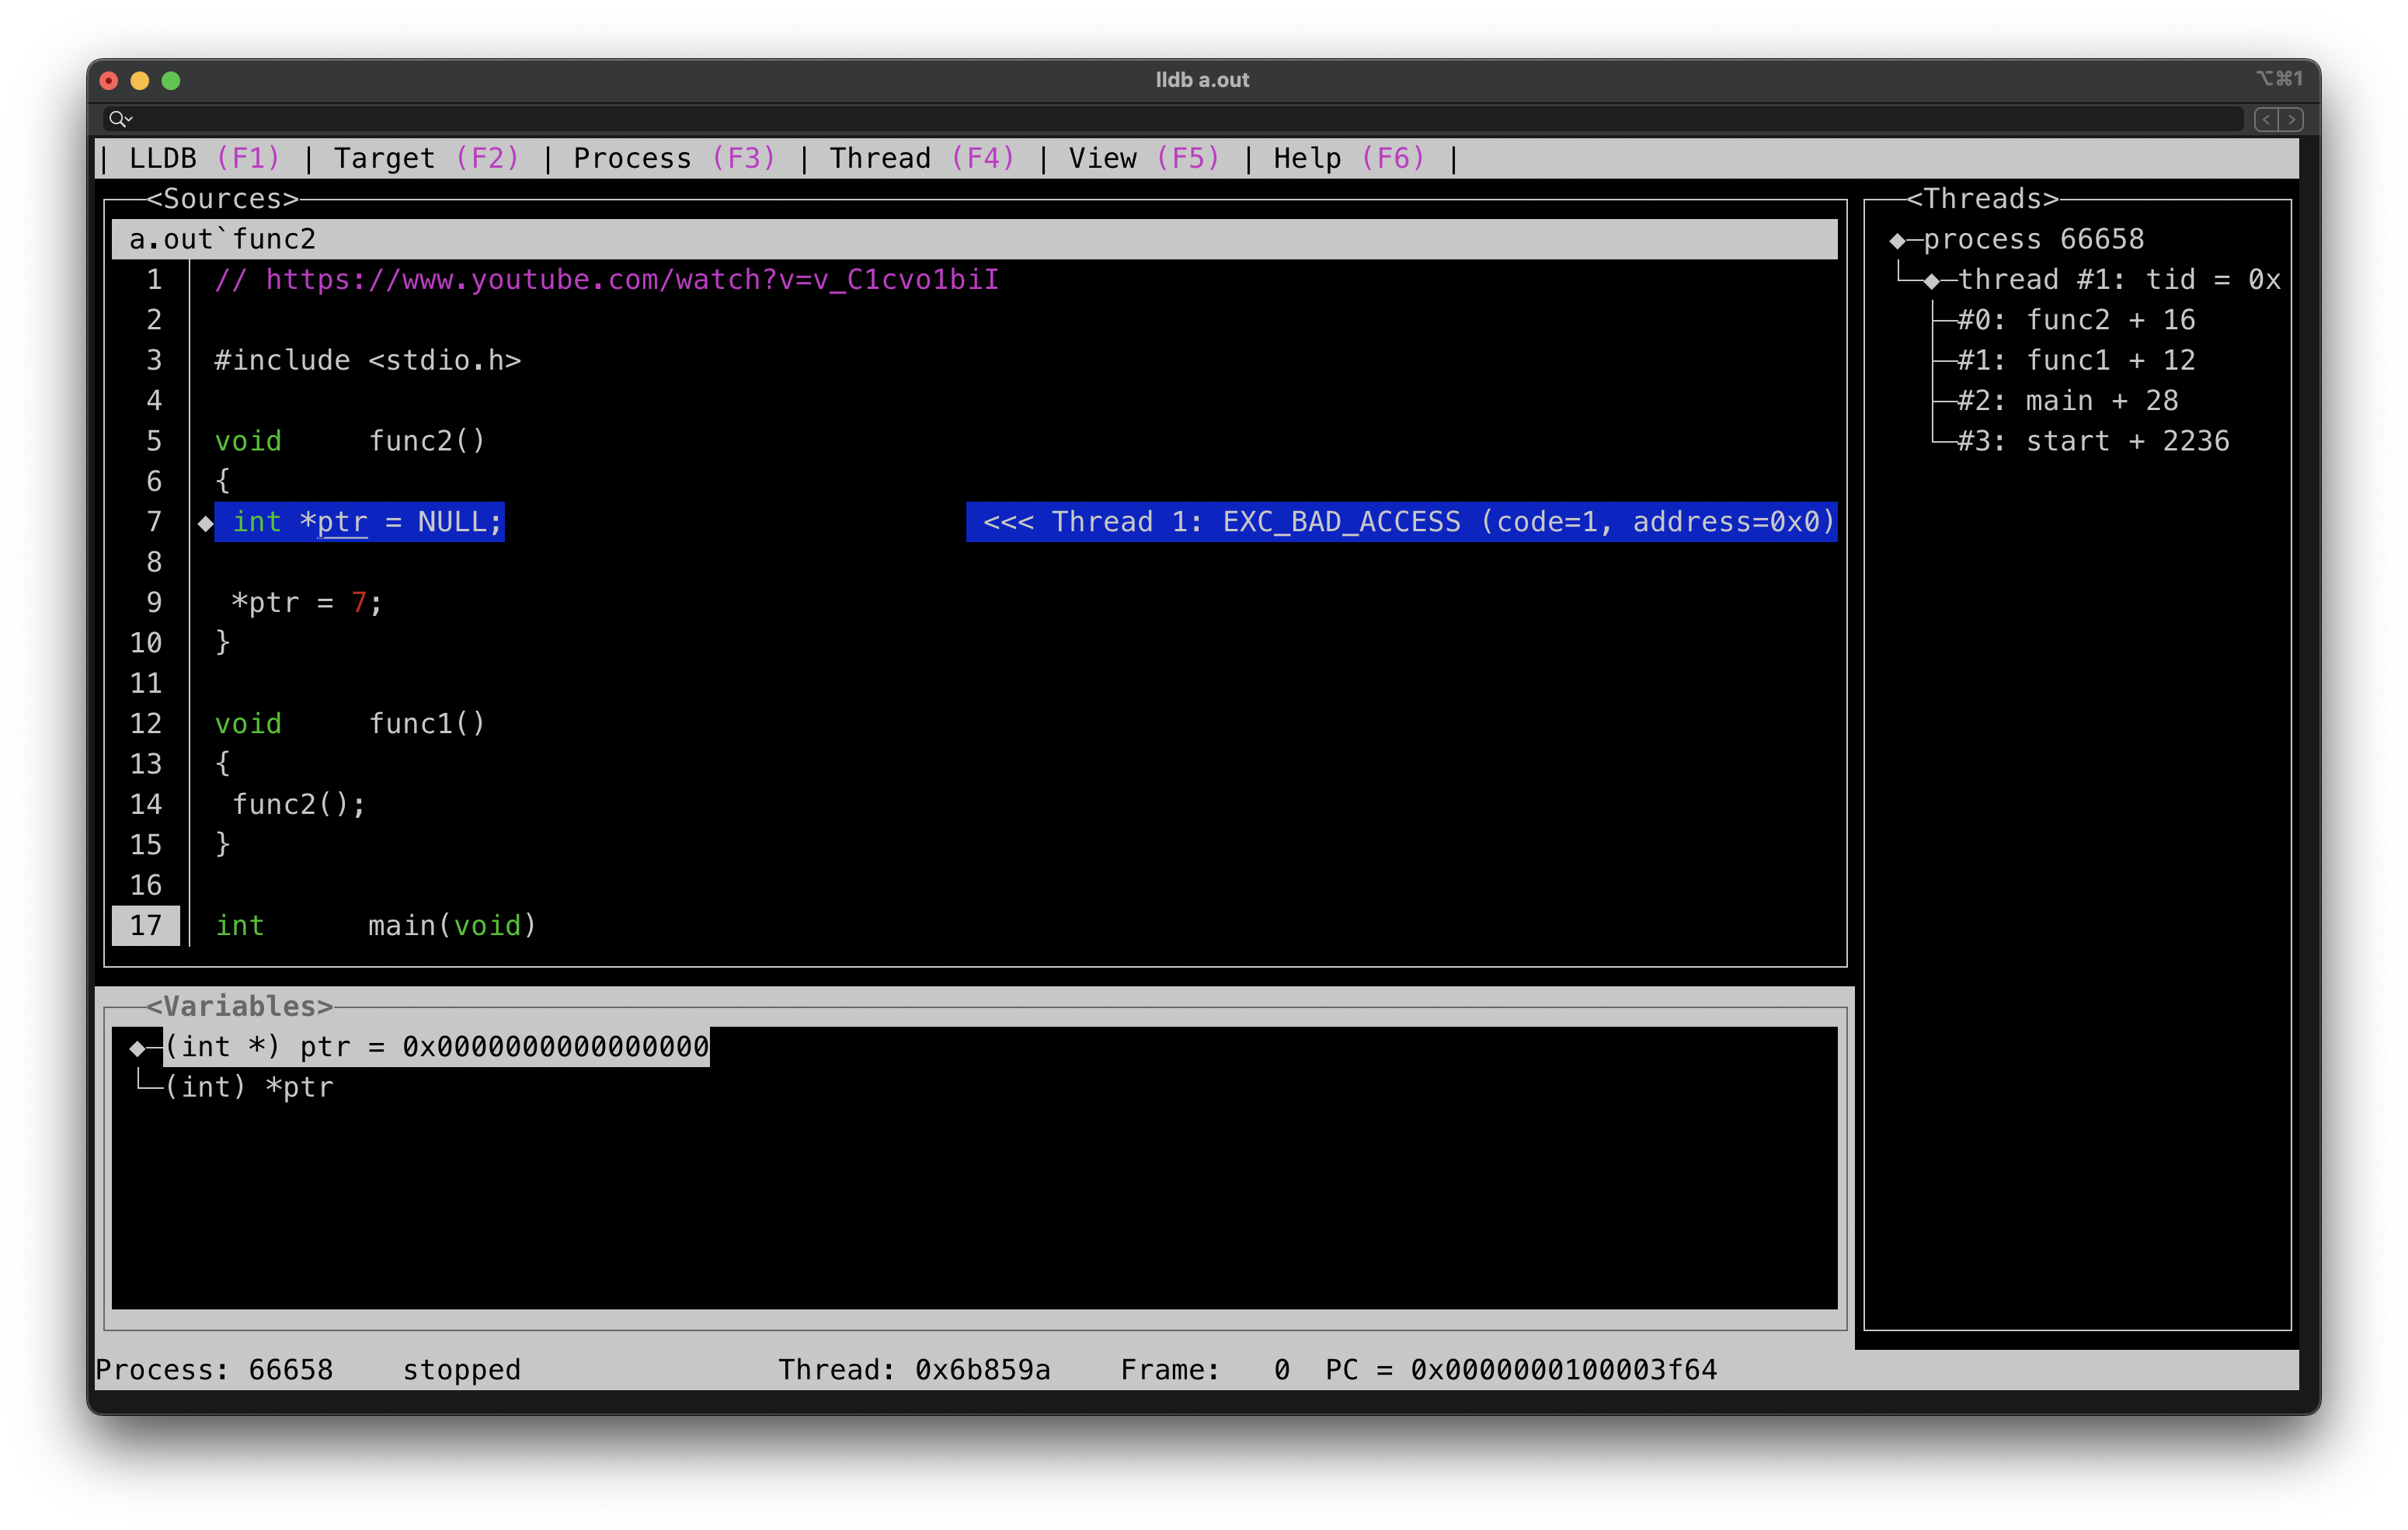 lldb a.out
⌥⌘1
| LLDB (F1) | Target (F2) | Process (F3) | Thread (F4) | View (F5) | Help (F6) |
<Sources>
a.out`func2
1 // https://www.youtube.com/watch?v=v_C1cvo1biI
2
3 #include <stdio.h>
4
5 void     func2()
6 {
7 ◆ int *ptr = NULL; <<< Thread 1: EXC_BAD_ACCESS (code=1, address=0x0)
8
9  *ptr = 7;
10 }
11
12 void     func1()
13 {
14  func2();
15 }
16
17 int      main(void)
<Threads>
◆─process 66658
└─◆─thread #1: tid = 0x
├─#0: func2 + 16
├─#1: func1 + 12
├─#2: main + 28
└─#3: start + 2236
<Variables>
◆─(int *) ptr = 0x0000000000000000
└─(int) *ptr
Process: 66658    stopped    Thread: 0x6b859a    Frame:   0  PC = 0x0000000100003f64